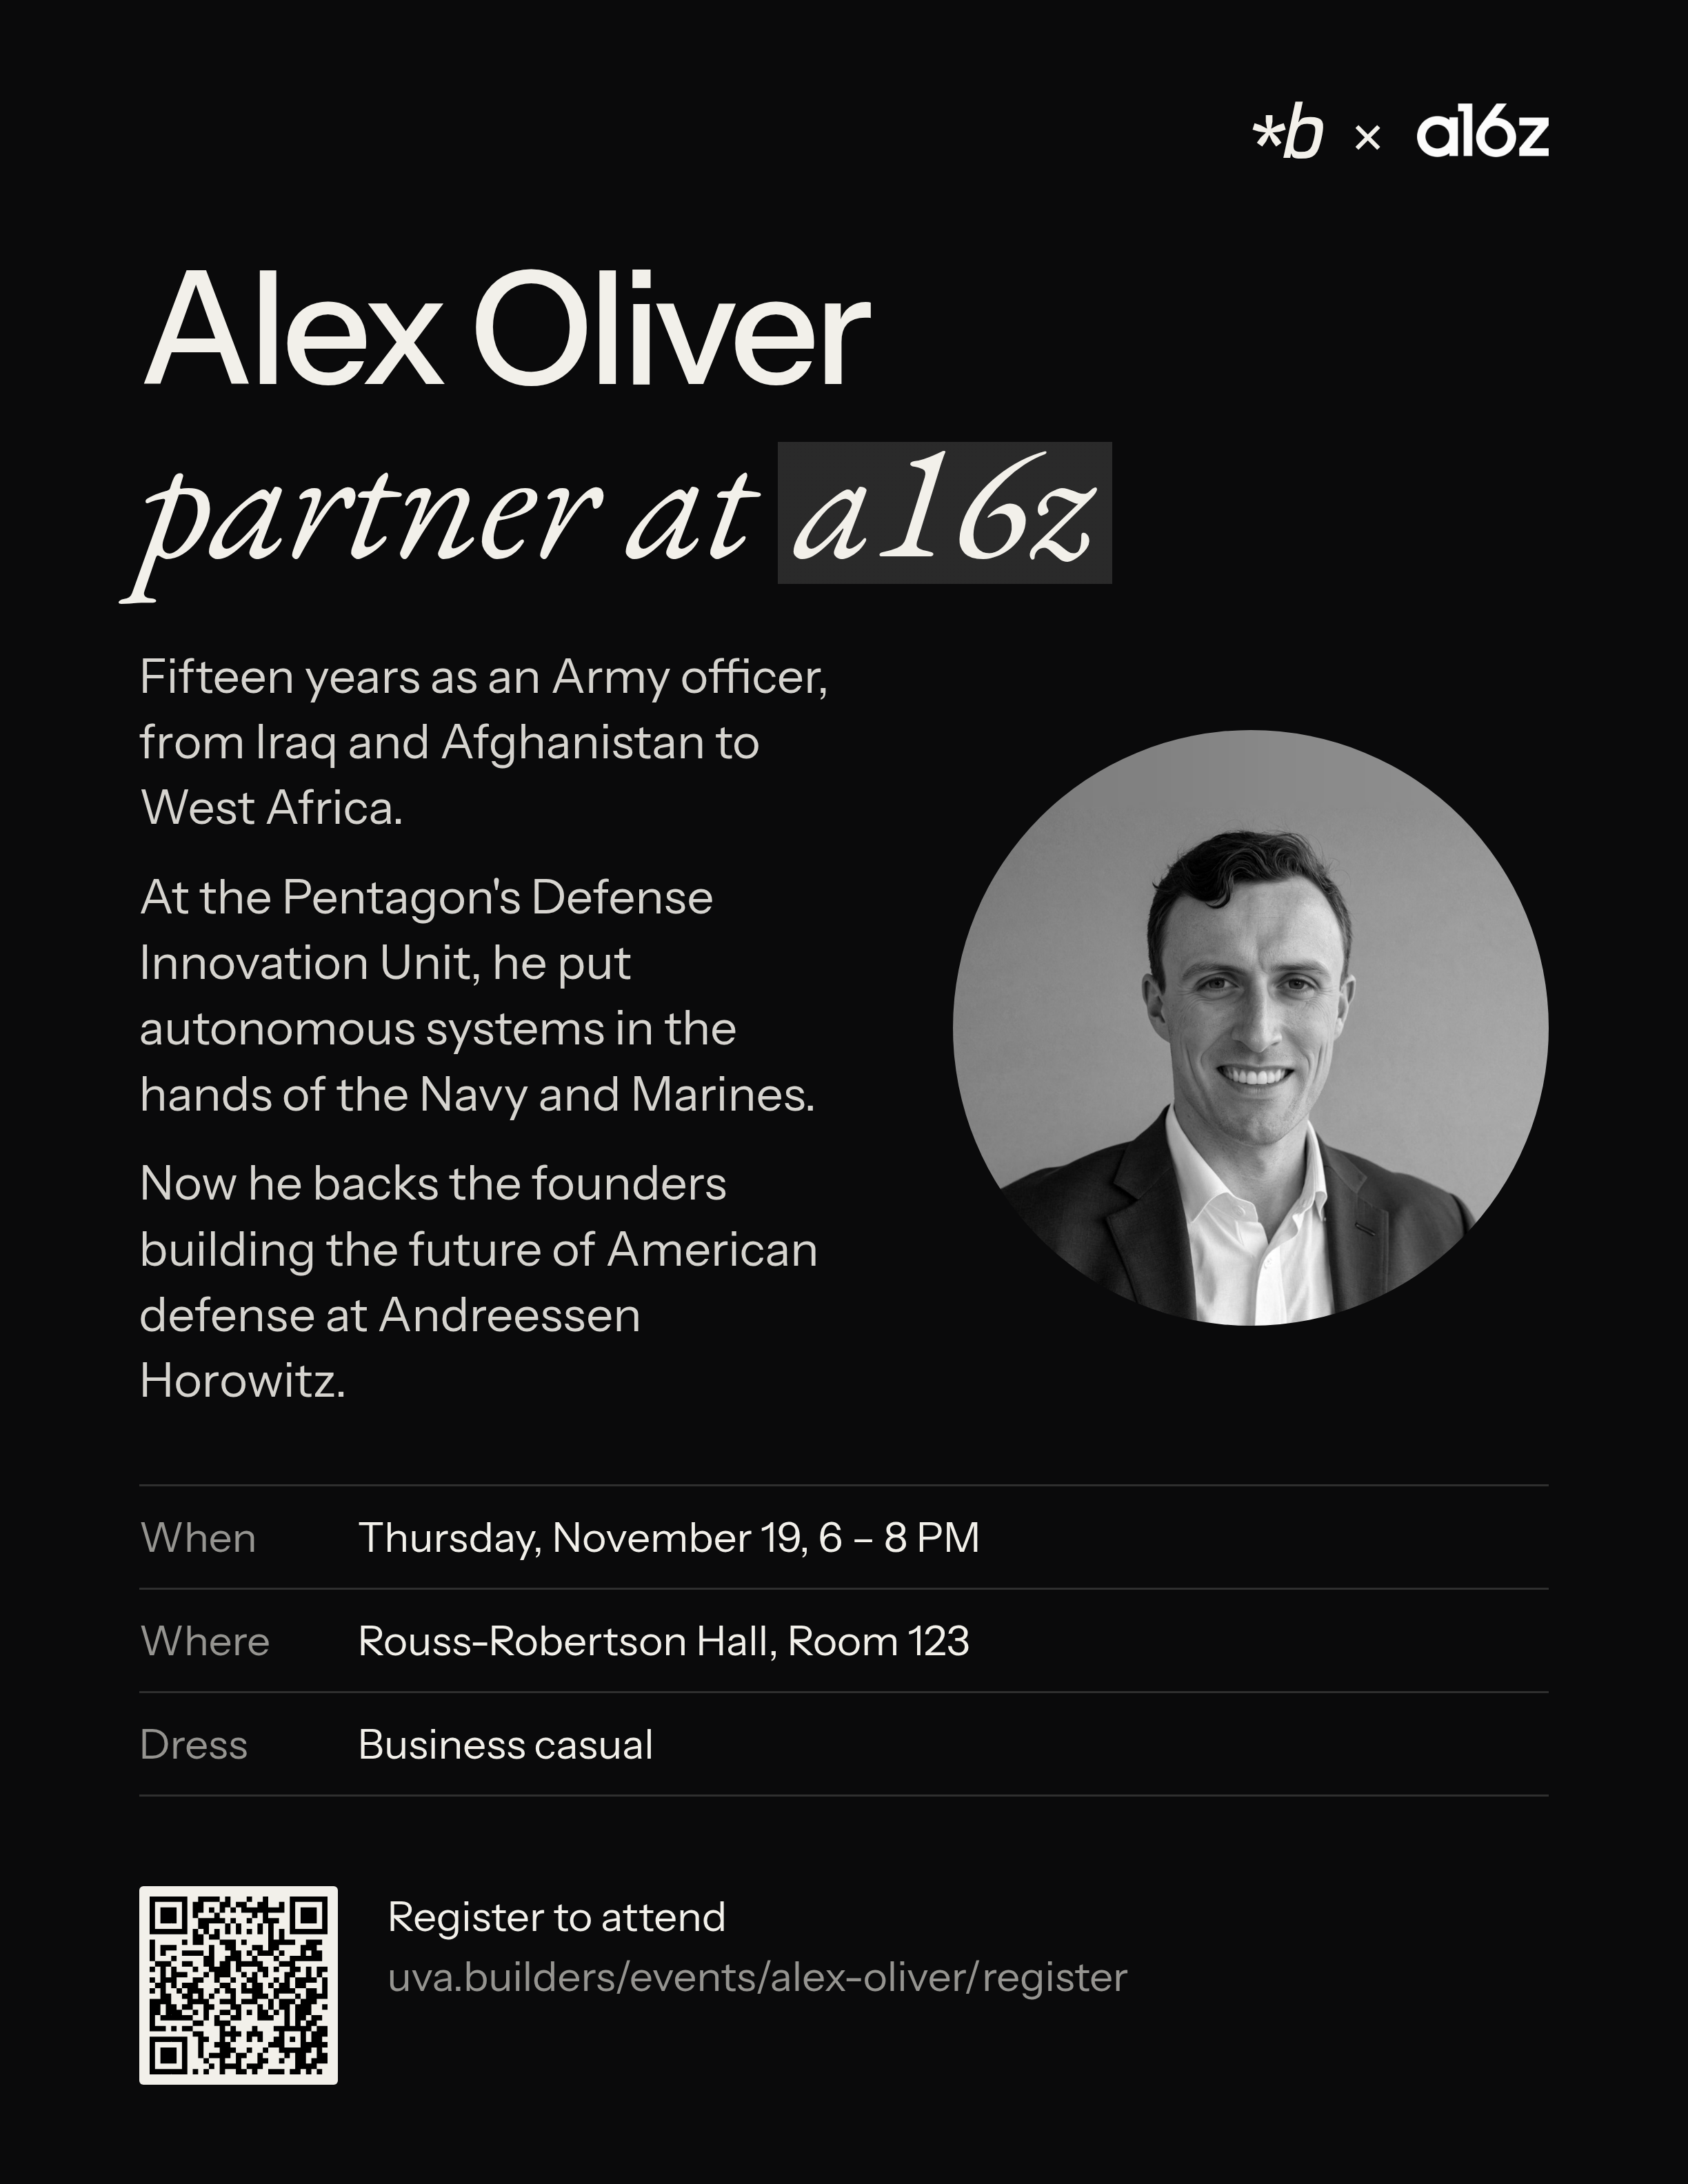 *b × a16z
Alex Oliver
partner at a16z
Fifteen years as an Army officer,
from Iraq and Afghanistan to
West Africa.
At the Pentagon's Defense
Innovation Unit, he put
autonomous systems in the
hands of the Navy and Marines.
Now he backs the founders
building the future of American
defense at Andreessen
Horowitz.
When Thursday, November 19, 6 – 8 PM
Where Rouss-Robertson Hall, Room 123
Dress Business casual
Register to attend
uva.builders/events/alex-oliver/register